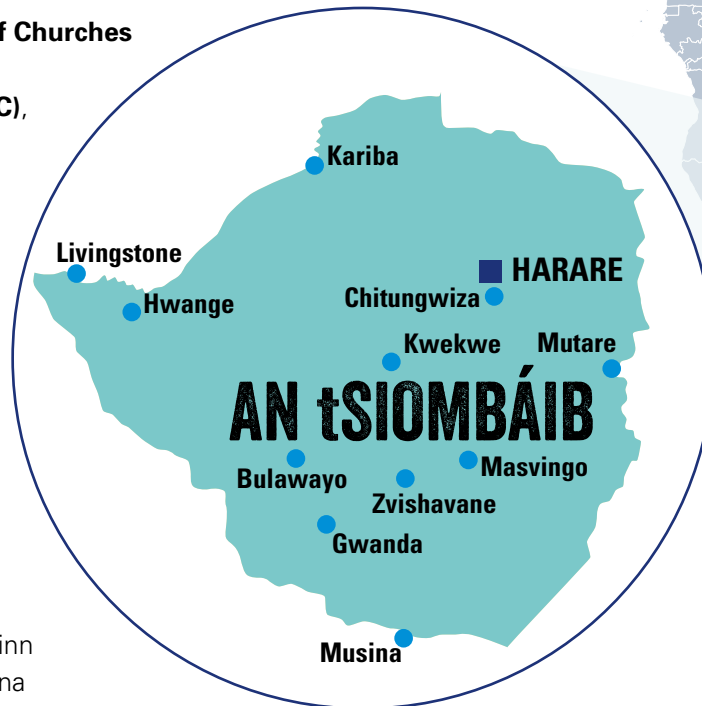 f Churches
C),
Kariba
Livingstone
HARARE
Hwange
Chitungwiza
Kwekwe
Mutare
AN tSIOMBÁIB
Bulawayo
Masvingo
Zvishavane
Gwanda
inn
Musina
na